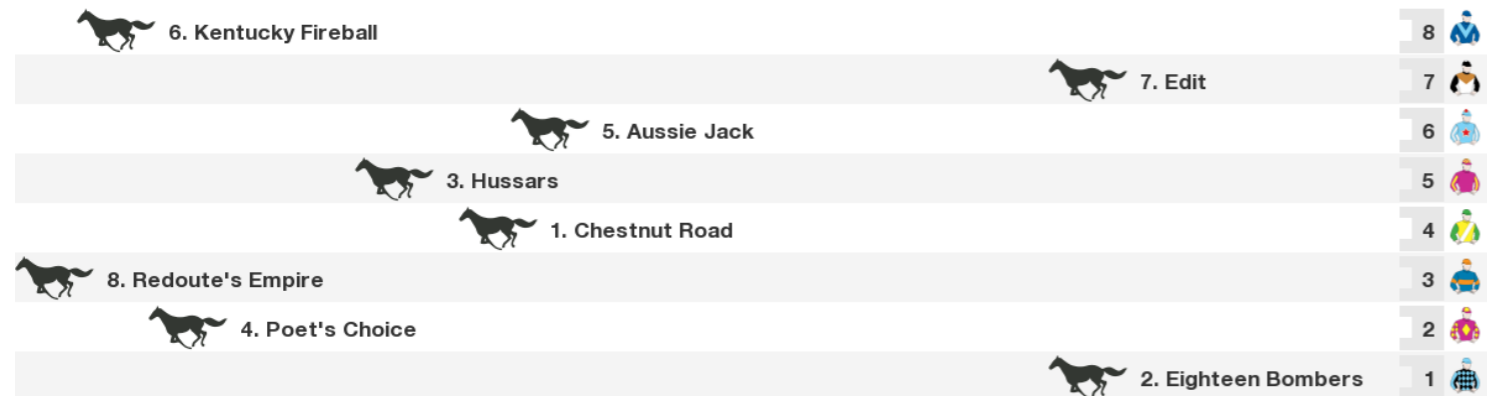 6. Kentucky Fireball 8
7. Edit 7
5. Aussie Jack 6
3. Hussars 5
1. Chestnut Road 4
8. Redoute's Empire 3
4. Poet's Choice 2
2. Eighteen Bombers 1